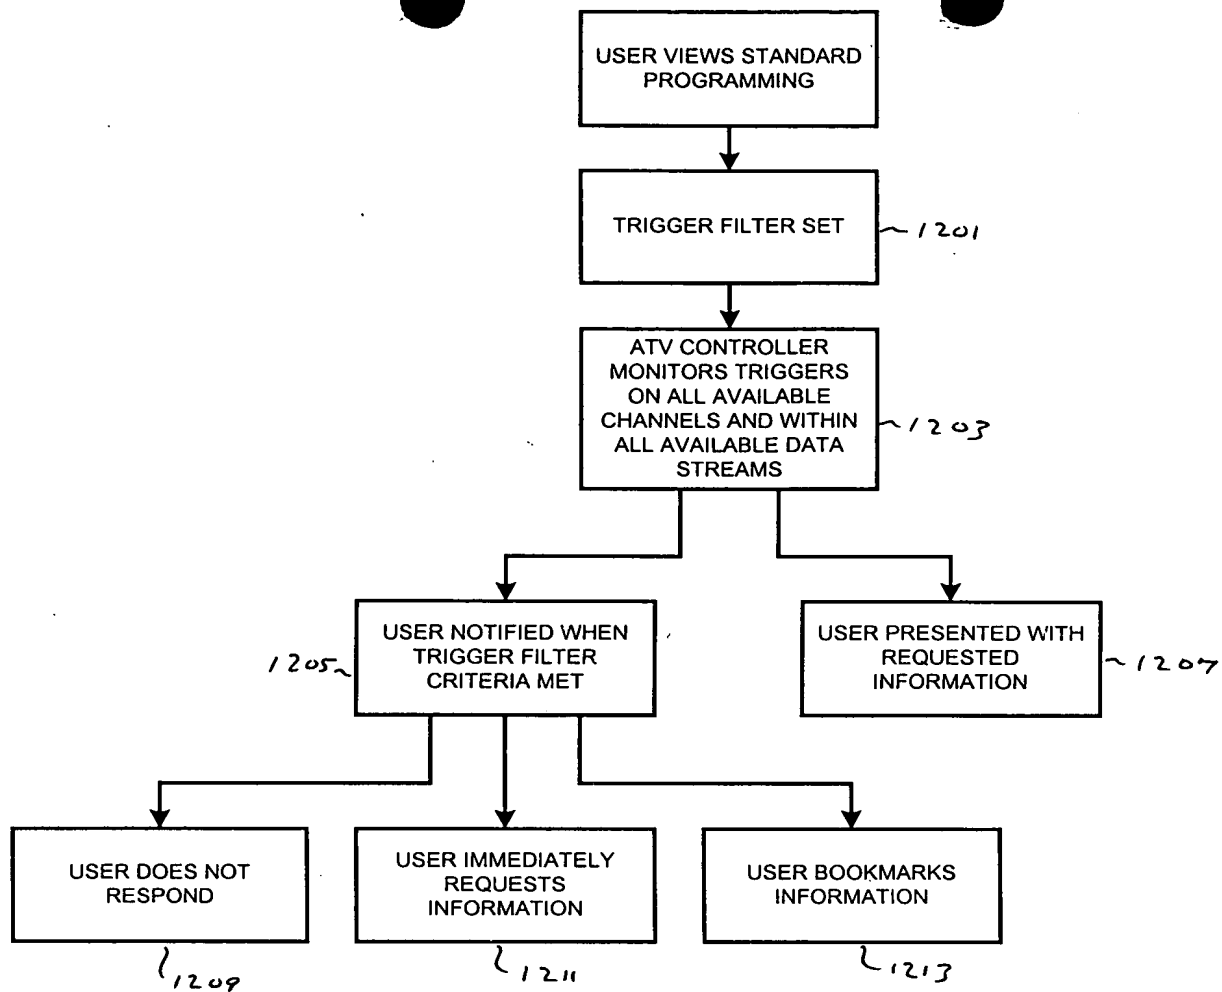 USER VIEWS STANDARD
PROGRAMMING
TRIGGER FILTER SET
1201
ATV CONTROLLER
MONITORS TRIGGERS
ON ALL AVAILABLE
CHANNELS AND WITHIN
ALL AVAILABLE DATA
STREAMS
1203
USER NOTIFIED WHEN
TRIGGER FILTER
CRITERIA MET
1205
USER PRESENTED WITH
REQUESTED
INFORMATION
1207
USER DOES NOT
RESPOND
1209
USER IMMEDIATELY
REQUESTS
INFORMATION
1211
USER BOOKMARKS
INFORMATION
1213